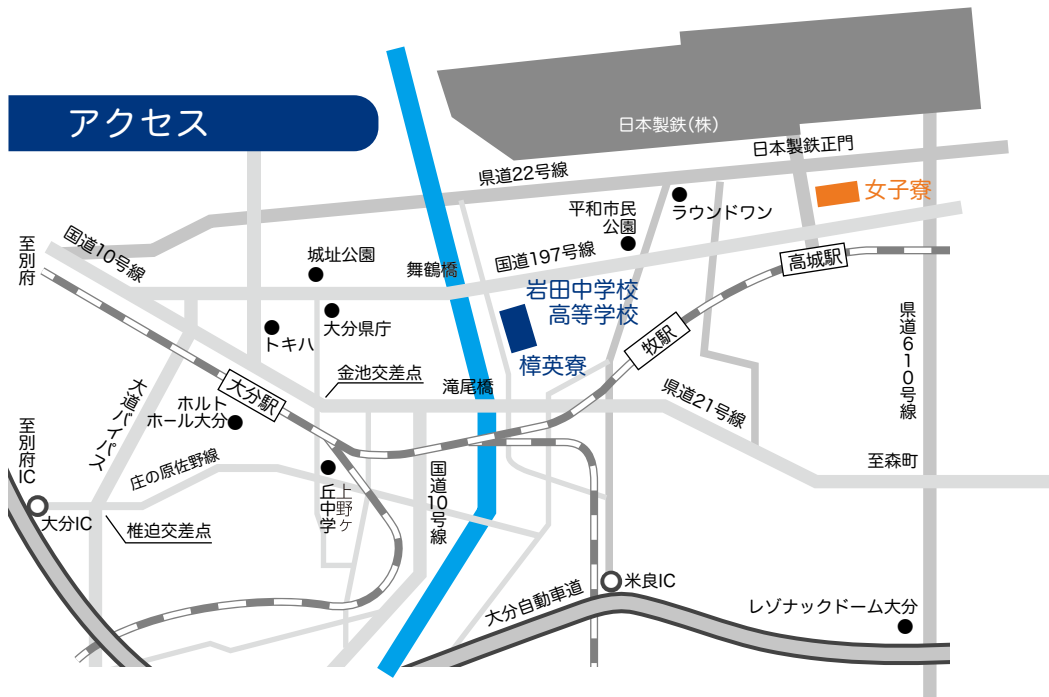 アクセス
日本製鉄(株)
日本製鉄正門
県道22号線
女子寮
ラウンドワン
平和市民
公園
国道10号線
至別府
城址公園
舞鶴橋
国道197号線
高城駅
岩田中学校
高等学校
大分県庁
トキハ
樟英寮
牧駅
県道610号線
金池交差点
滝尾橋
大分駅
県道21号線
大道バイパス
ホルト
ホール大分
至別府
IC
庄の原佐野線
国道10号線
至森町
上野ヶ
丘中学
大分IC
椎迫交差点
米良IC
大分自動車道
レゾナックドーム大分